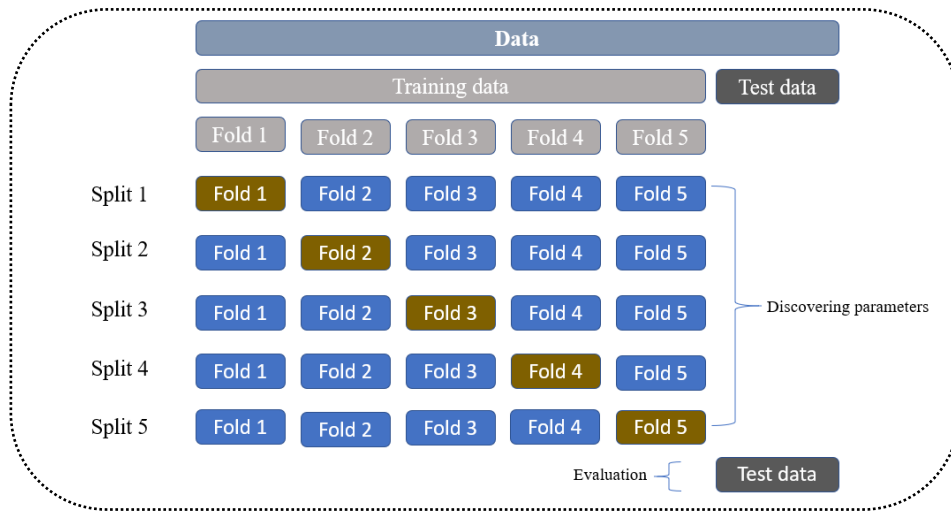 Data
Training data Test data
Fold 1 Fold 2 Fold 3 Fold 4 Fold 5
Split 1 Fold 1 Fold 2 Fold 3 Fold 4 Fold 5
Split 2 Fold 1 Fold 2 Fold 3 Fold 4 Fold 5
Split 3 Fold 1 Fold 2 Fold 3 Fold 4 Fold 5 Discovering parameters
Split 4 Fold 1 Fold 2 Fold 3 Fold 4 Fold 5
Split 5 Fold 1 Fold 2 Fold 3 Fold 4 Fold 5
Evaluation Test data